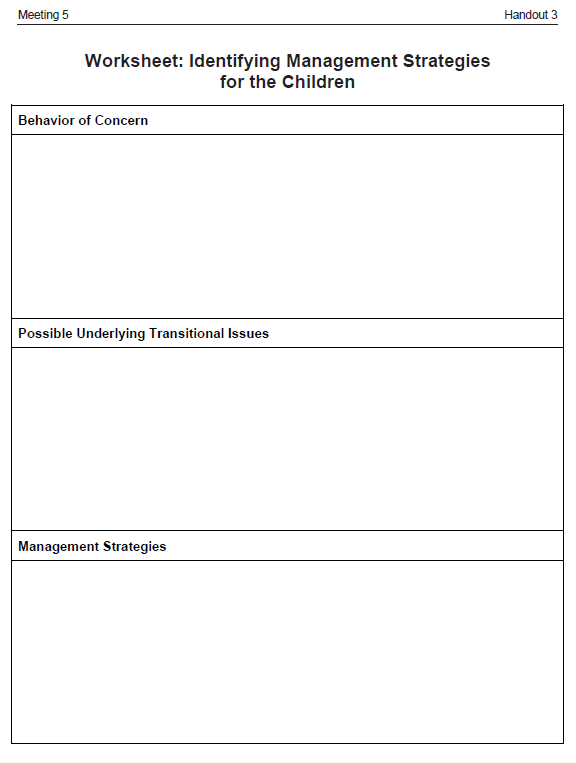 Meeting 5 Handout 3
Worksheet: Identifying Management Strategies
for the Children
Behavior of Concern
Possible Underlying Transitional Issues
Management Strategies